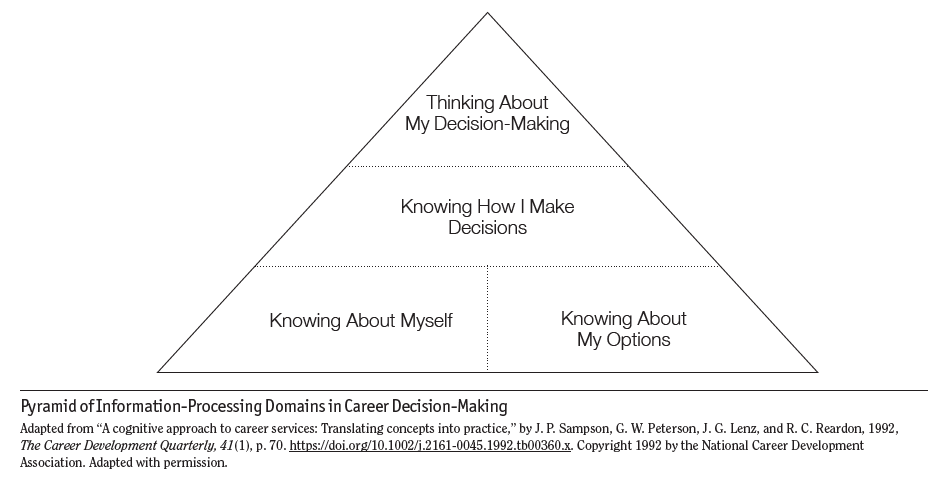 Thinking About
My Decision-Making
Knowing How I Make
Decisions
Knowing About Myself
Knowing About
My Options
Pyramid of Information-Processing Domains in Career Decision-Making
Adapted from “A cognitive approach to career services: Translating concepts into practice,” by J. P. Sampson, G. W. Peterson, J. G. Lenz, and R. C. Reardon, 1992,
The Career Development Quarterly, 41(1), p. 70. https://doi.org/10.1002/j.2161-0045.1992.tb00360.x. Copyright 1992 by the National Career Development
Association. Adapted with permission.